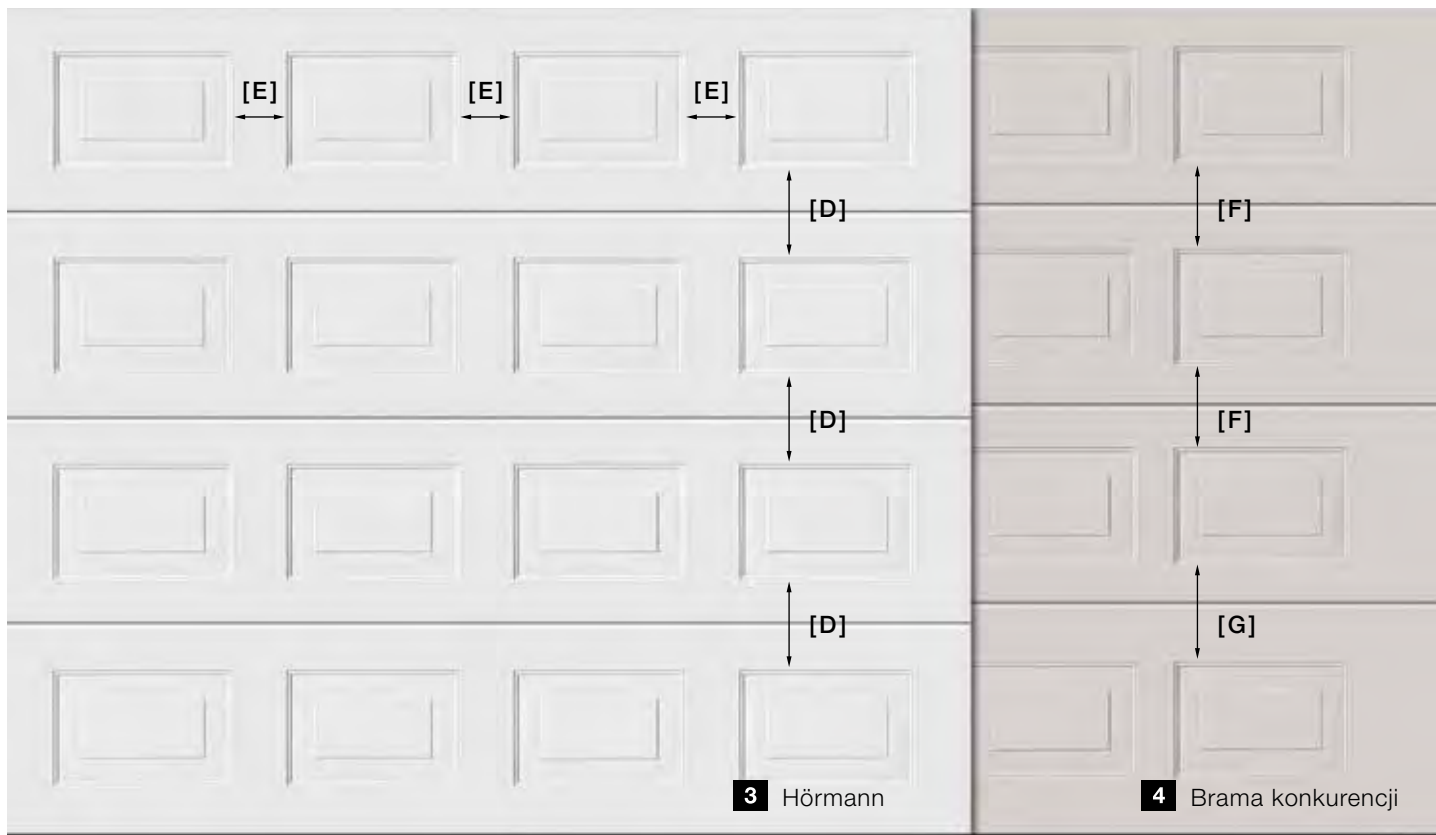 [E] [E] [E]
[D] [F]
[D] [F]
[D] [G]
3 Hörmann
4 Brama konkurencji